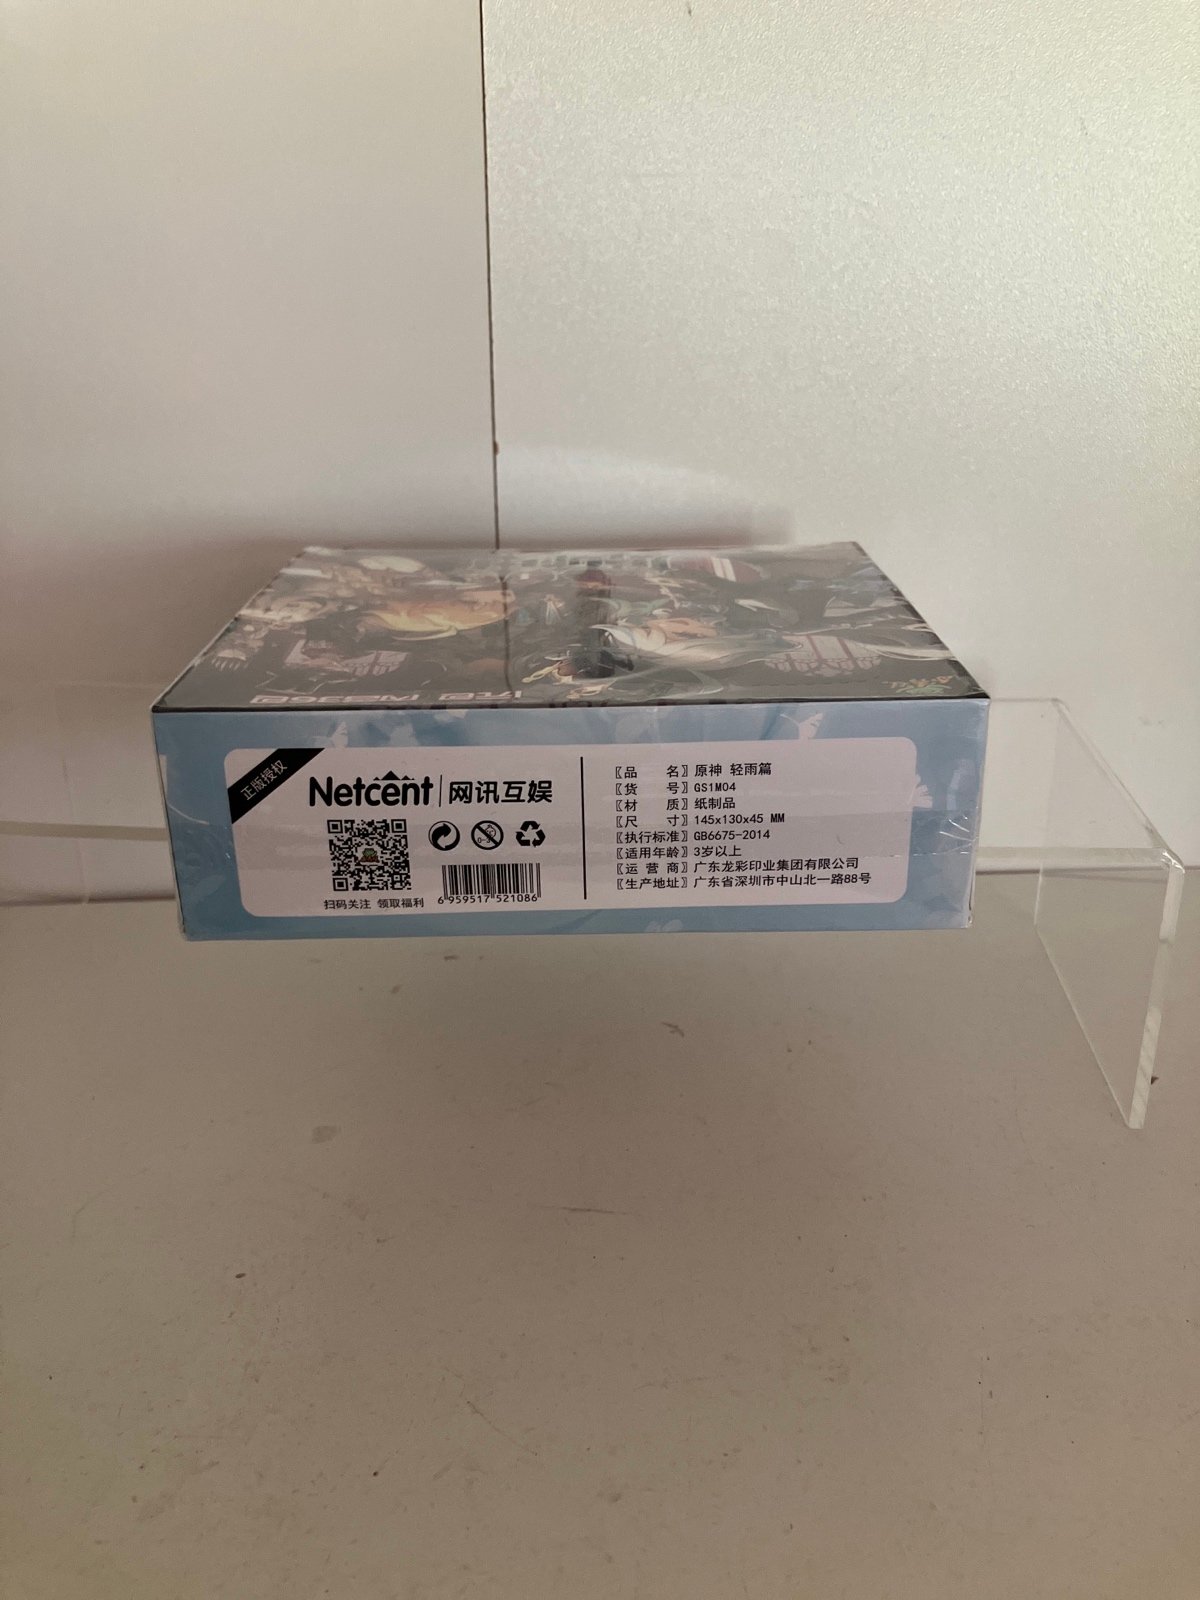 正版授权
Netcent 网讯互娱
扫码关注 领取福利
6 959517 521086
0-3
〖品 名〗原神 轻雨篇
〖货 号〗GS1M04
〖材 质〗纸制品
〖尺 寸〗145x130x45 MM
〖执行标准〗GB6675-2014
〖适用年龄〗3岁以上
〖运 营 商〗广东龙彩印业集团有限公司
〖生产地址〗广东省深圳市中山北一路88号